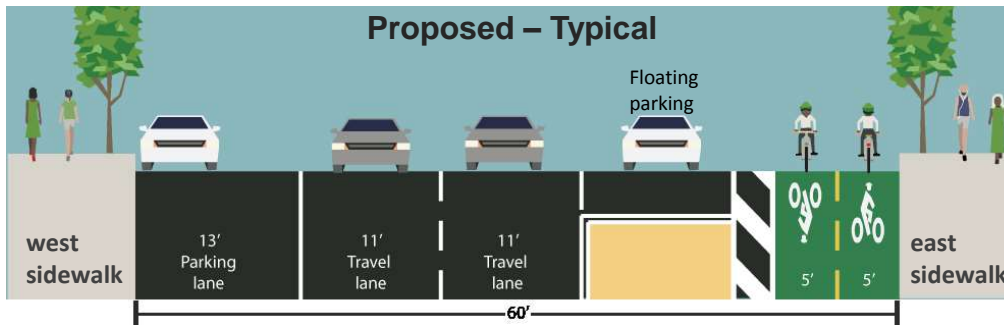 Proposed – Typical
Floating
parking
west
sidewalk
13'
Parking
lane
11'
Travel
lane
11'
Travel
lane
5'
5'
east
sidewalk
60'